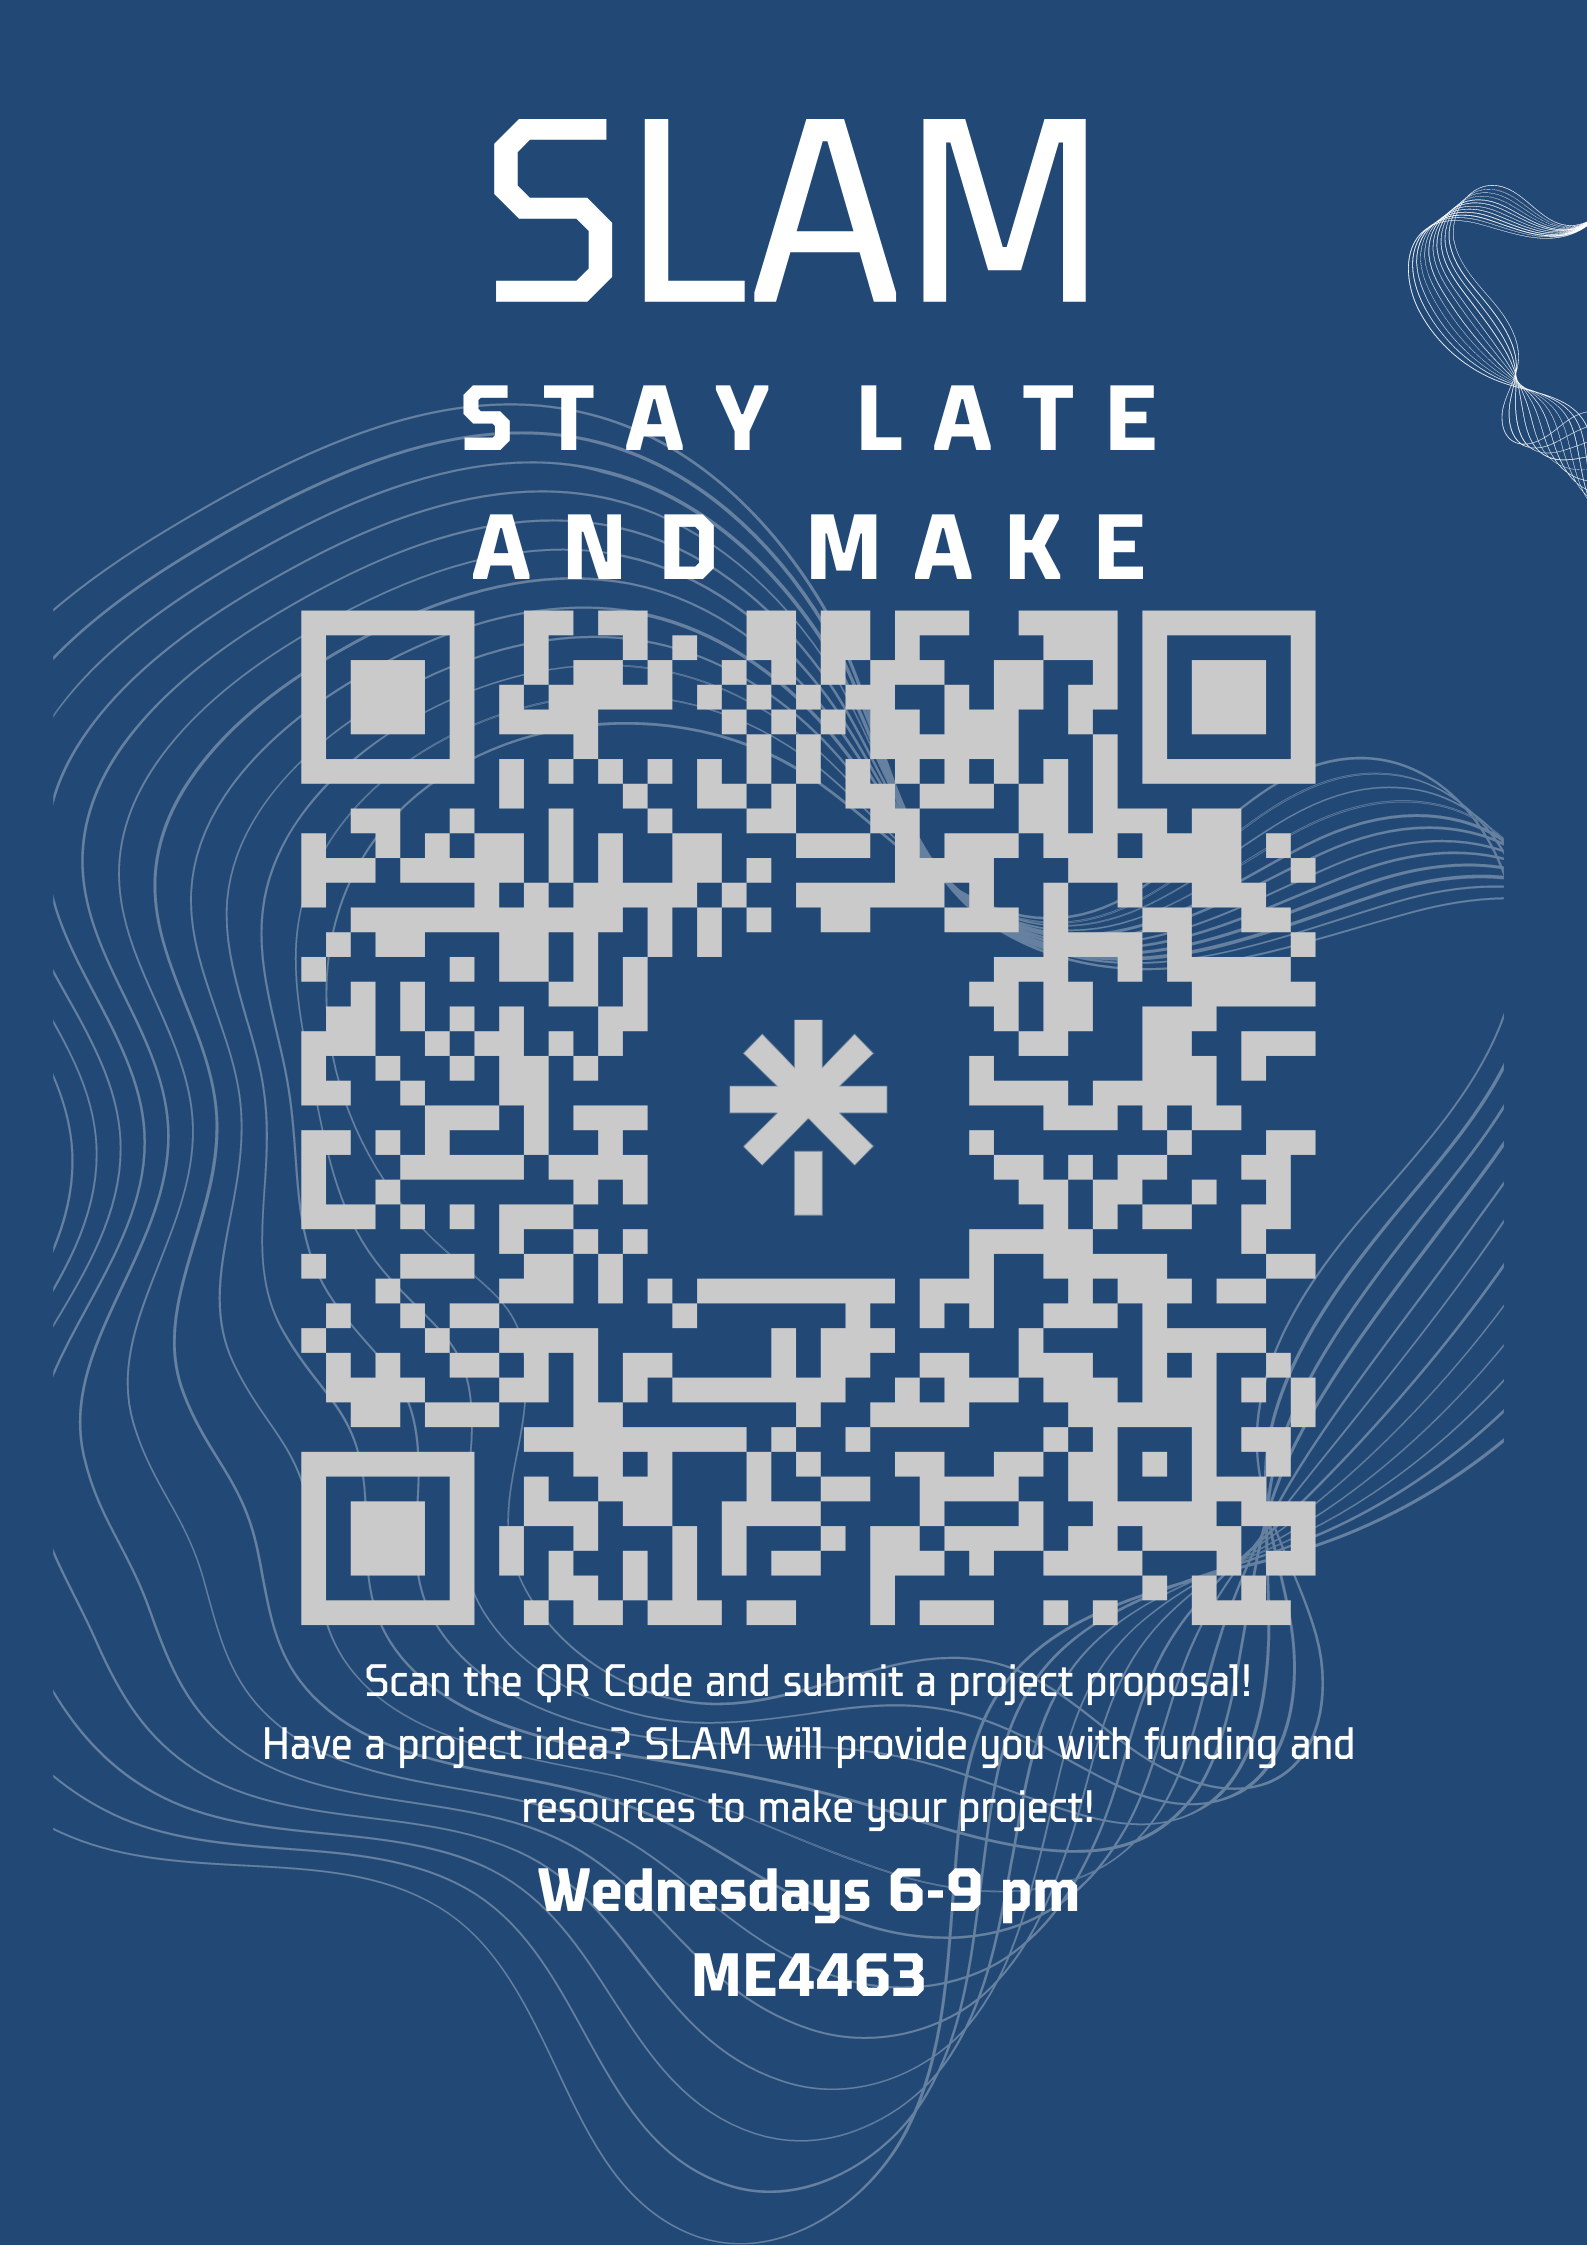 SLAM
STAY LATE
AND MAKE
Scan the QR Code and submit a project proposal!
Have a project idea? SLAM will provide you with funding and
resources to make your project!
Wednesdays 6-9 pm
ME4463